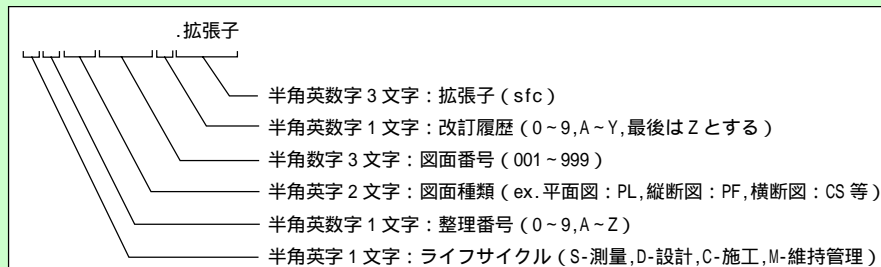 .拡張子
半角英数字3文字：拡張子（sfc）
半角英数字1文字：改訂履歴（0～9,A～Y,最後はZとする）
半角数字3文字：図面番号（001～999）
半角英字2文字：図面種類（ex.平面図：PL,縦断図：PF,横断図：CS等）
半角英数字1文字：整理番号（0～9,A～Z）
半角英字1文字：ライフサイクル（S-測量,D-設計,C-施工,M-維持管理）